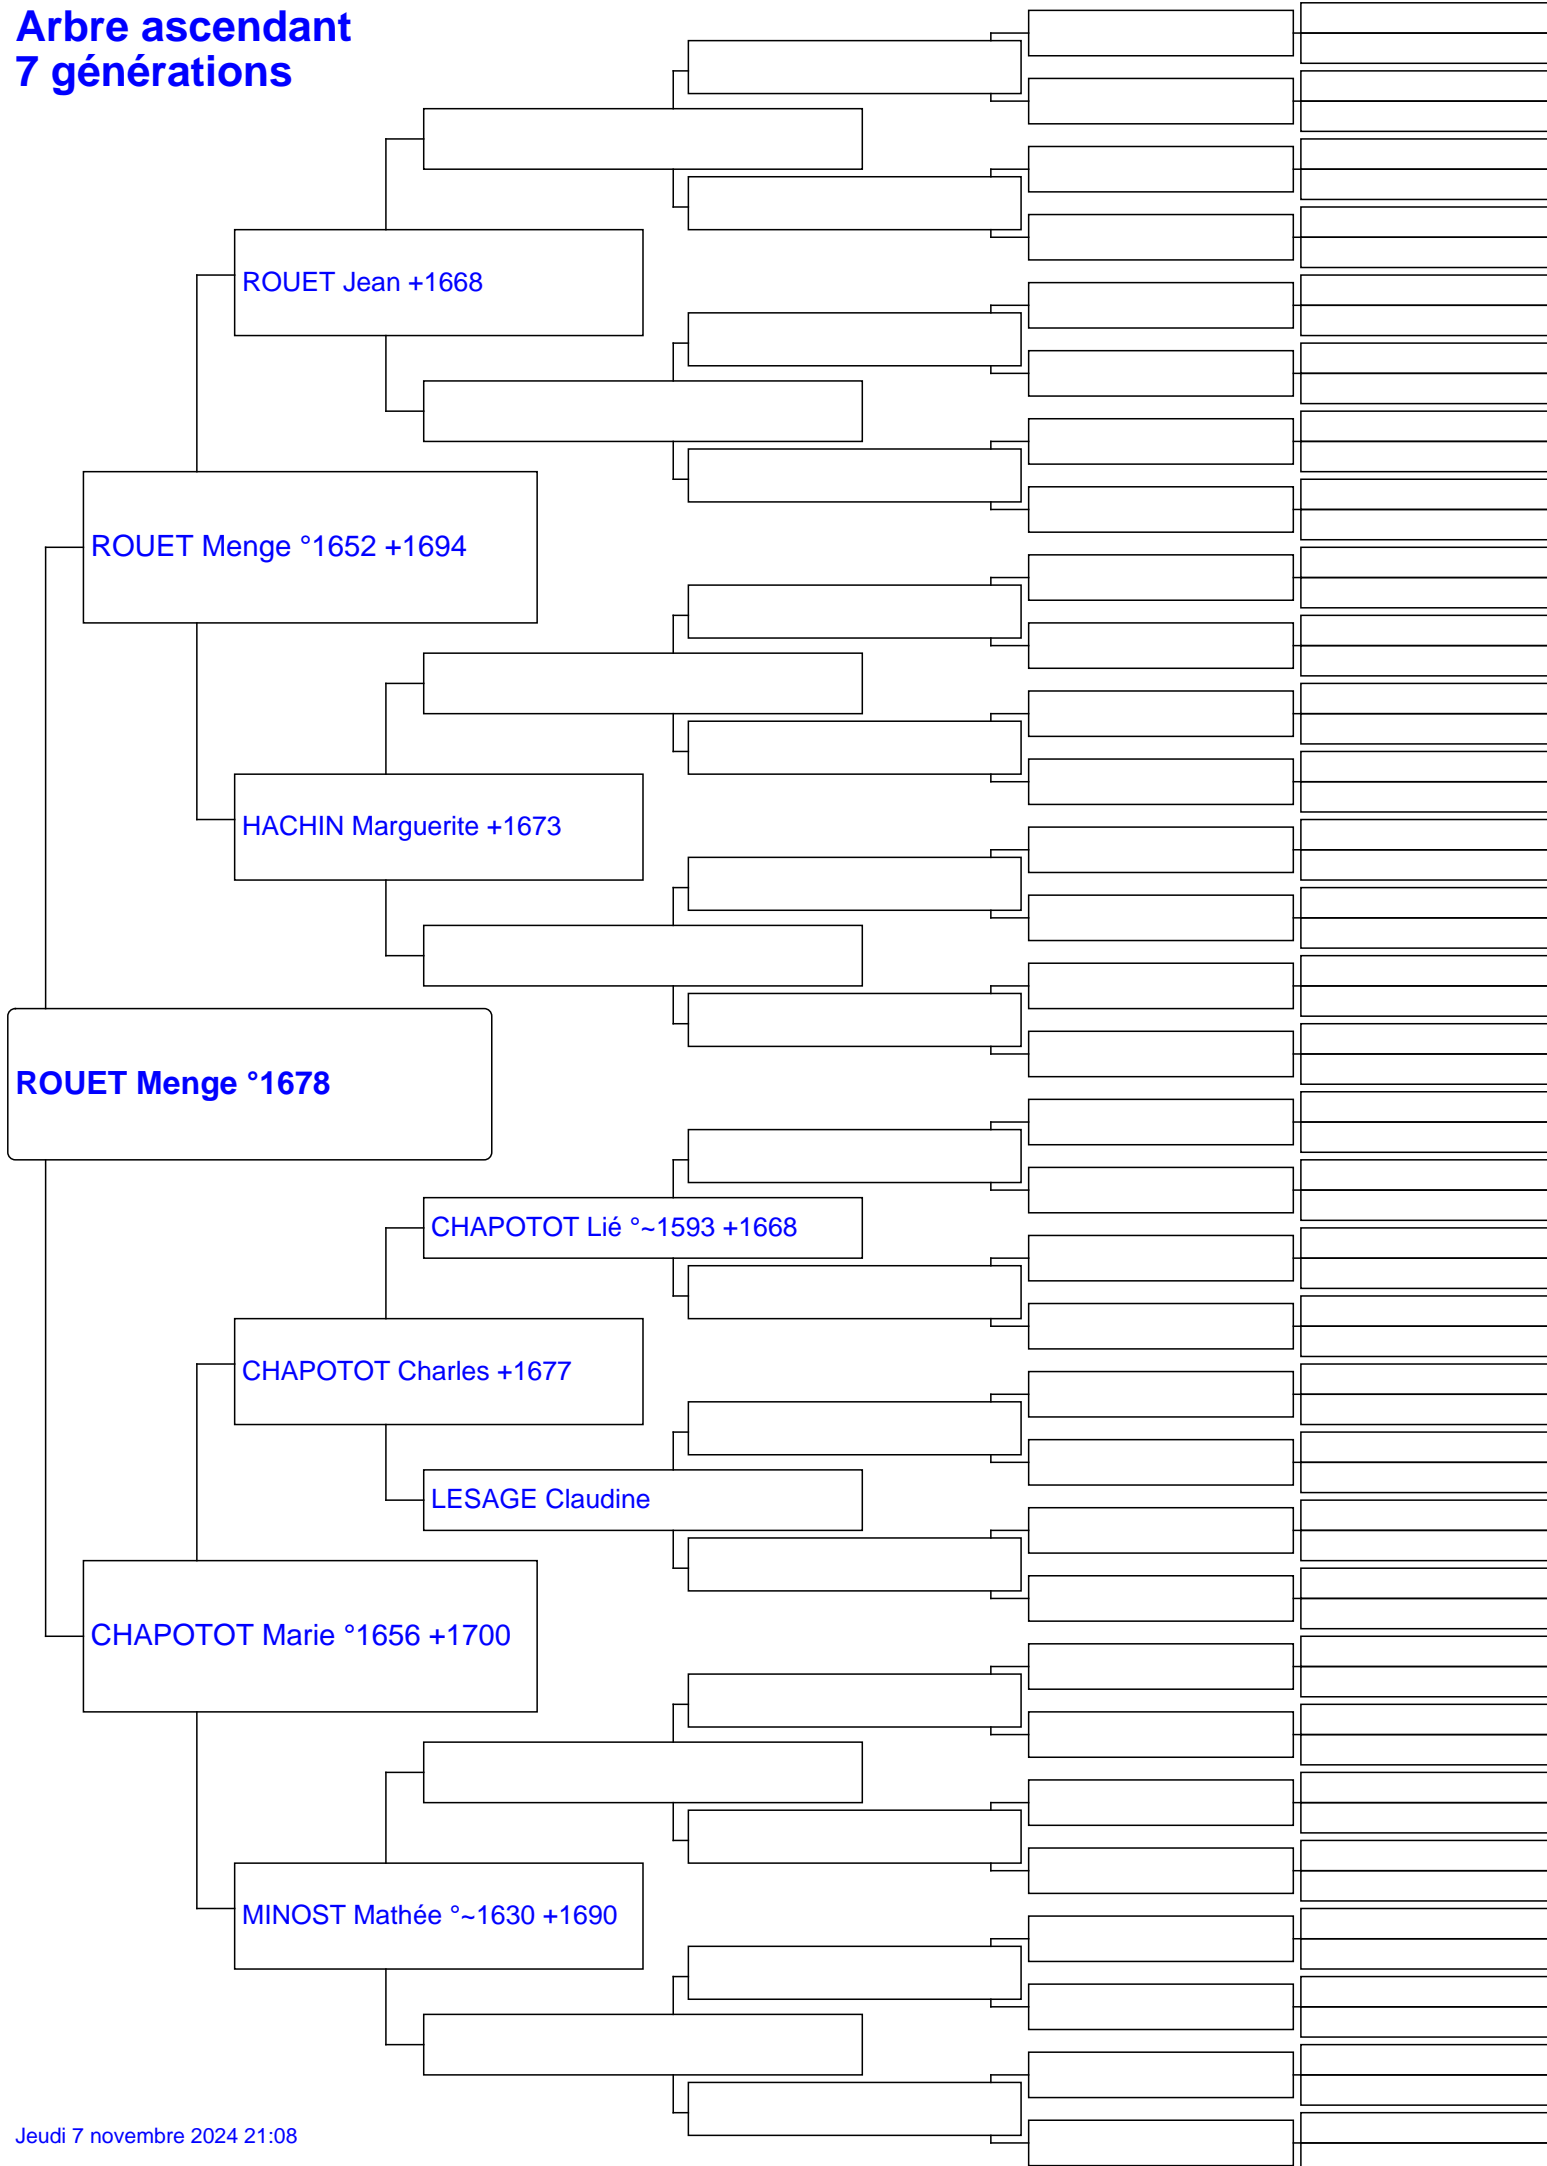 Arbre ascendant
7 générations
ROUET Jean +1668
ROUET Menge °1652 +1694
HACHIN Marguerite +1673
ROUET Menge °1678
CHAPOTOT Lié °~1593 +1668
CHAPOTOT Charles +1677
LESAGE Claudine
CHAPOTOT Marie °1656 +1700
MINOST Mathée °~1630 +1690
Jeudi 7 novembre 2024 21:08